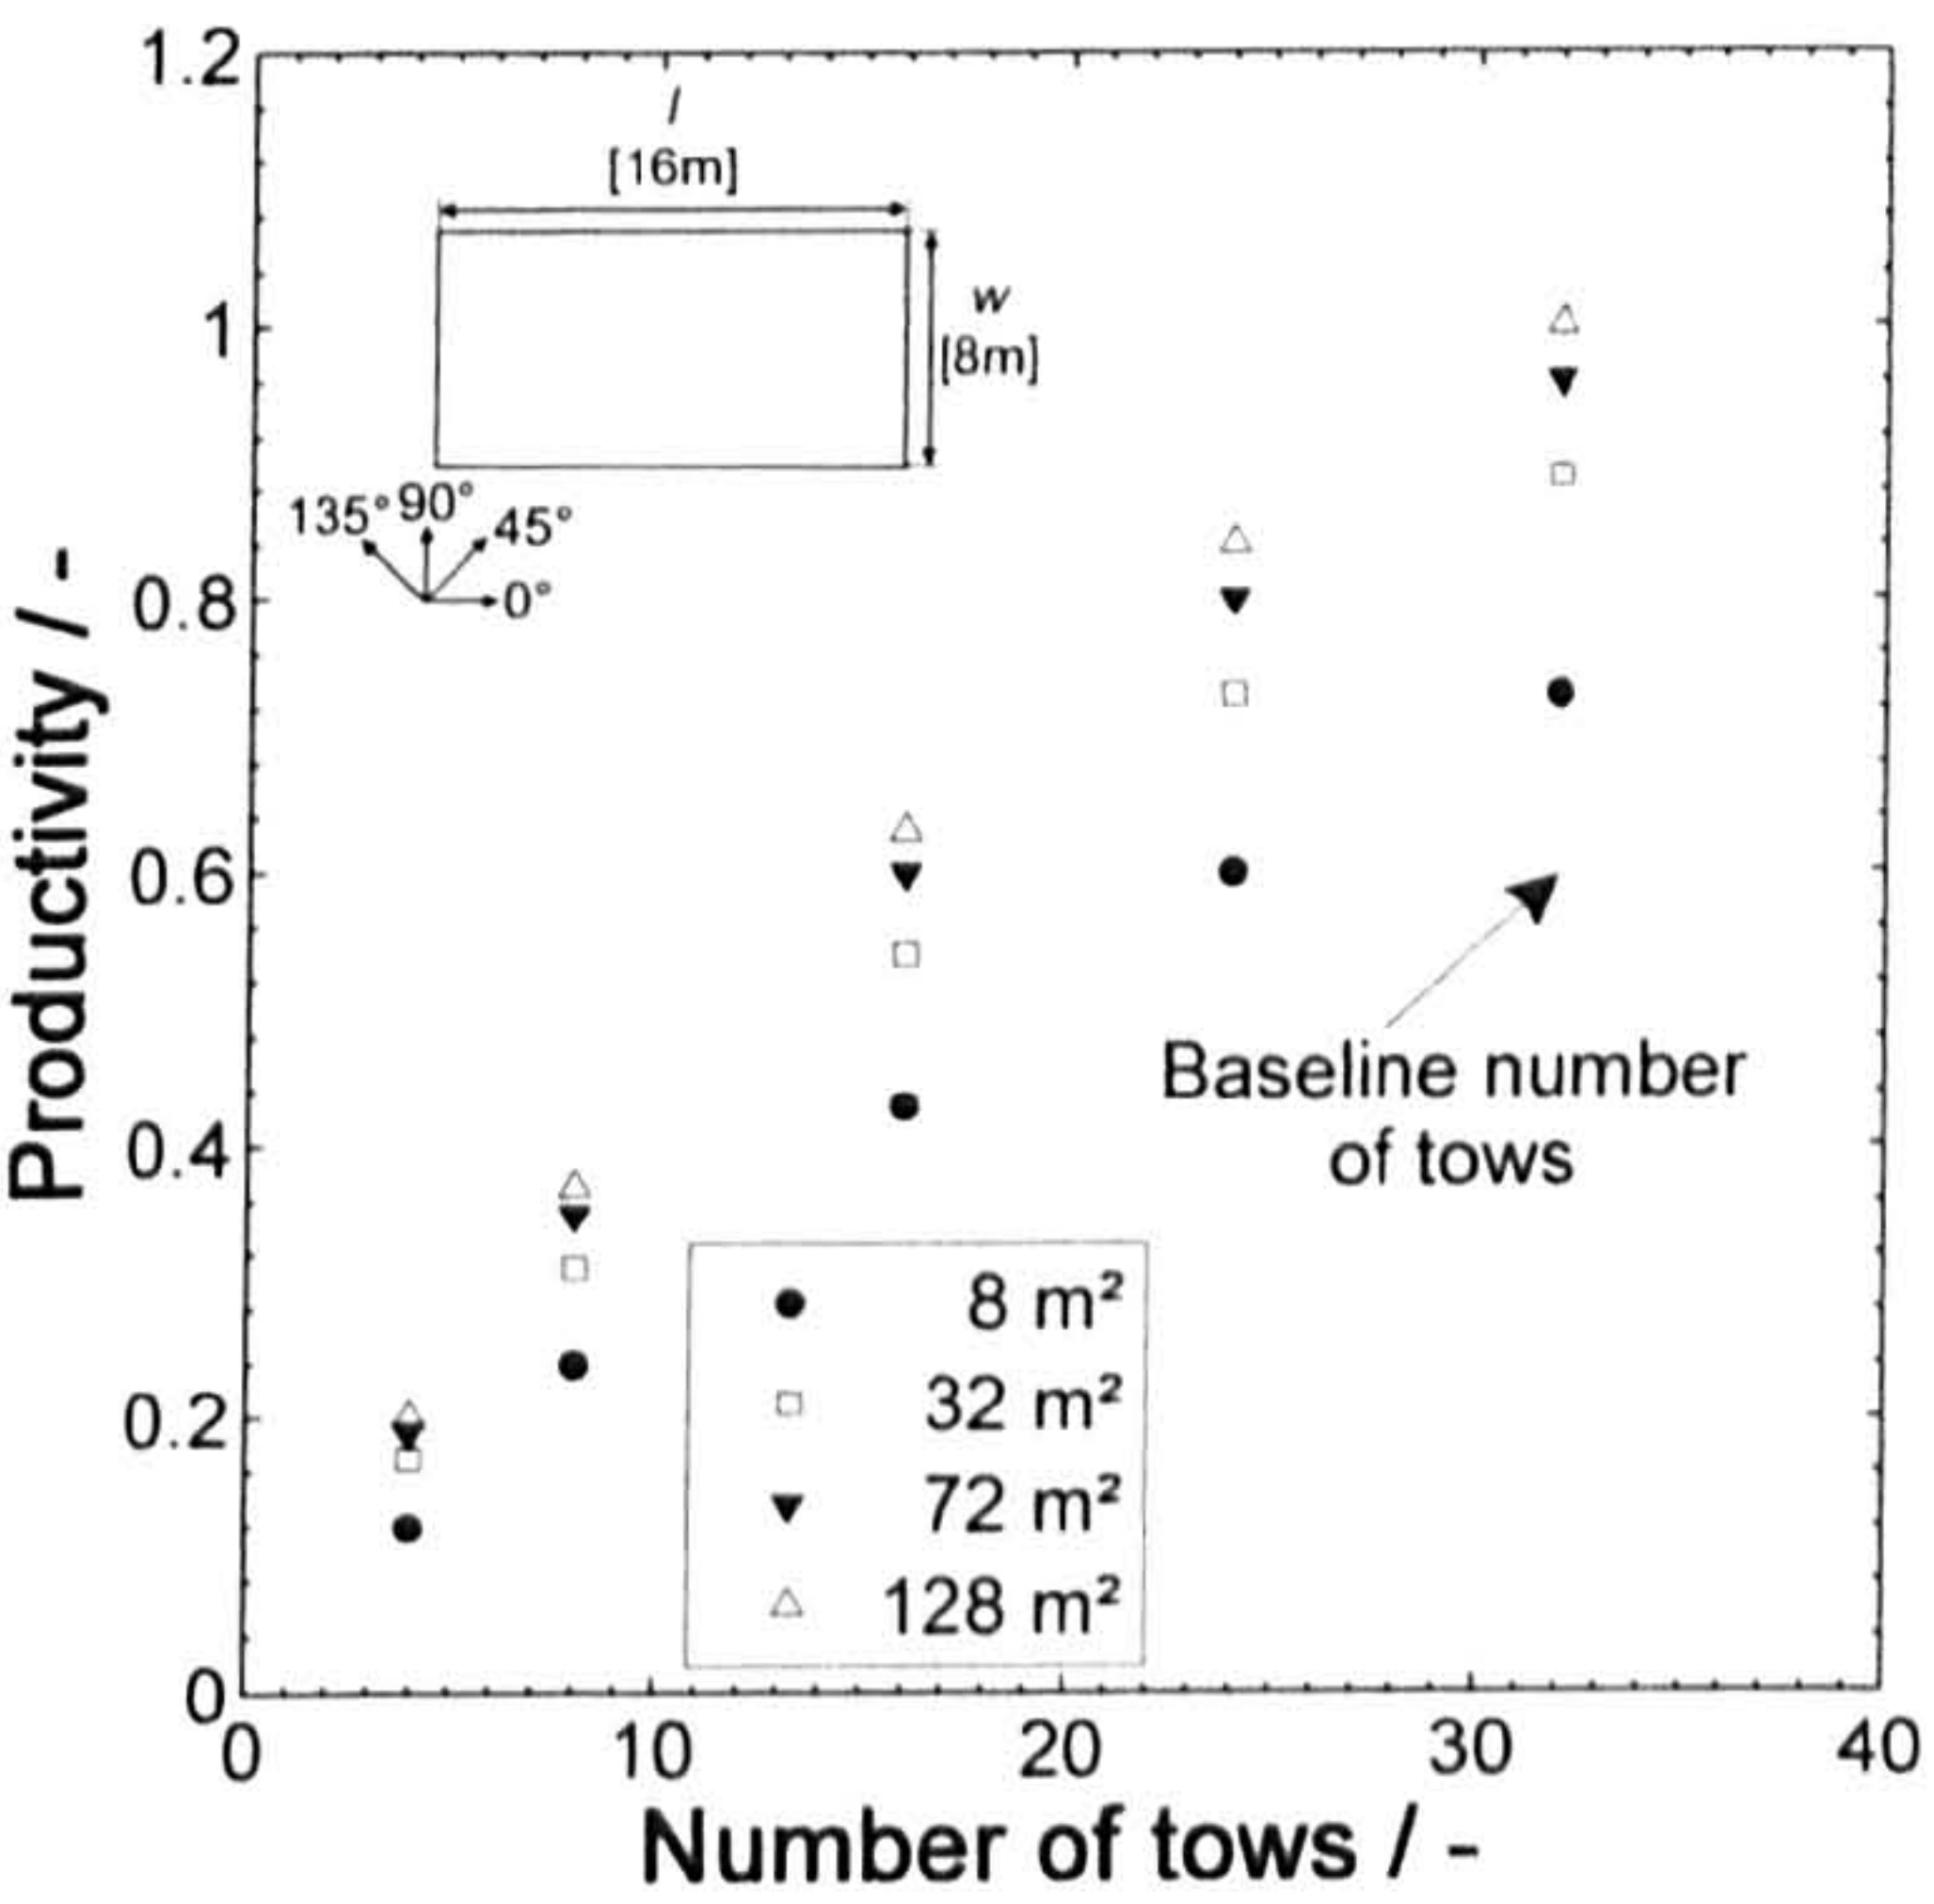 1.2
1
0.8
0.6
0.4
0.2
0
Productivity / -
l
[16m]
w
[8m]
135° 90° 45°
0°
Baseline number
of tows
8 m²
32 m²
72 m²
128 m²
0 10 20 30 40
Number of tows / -